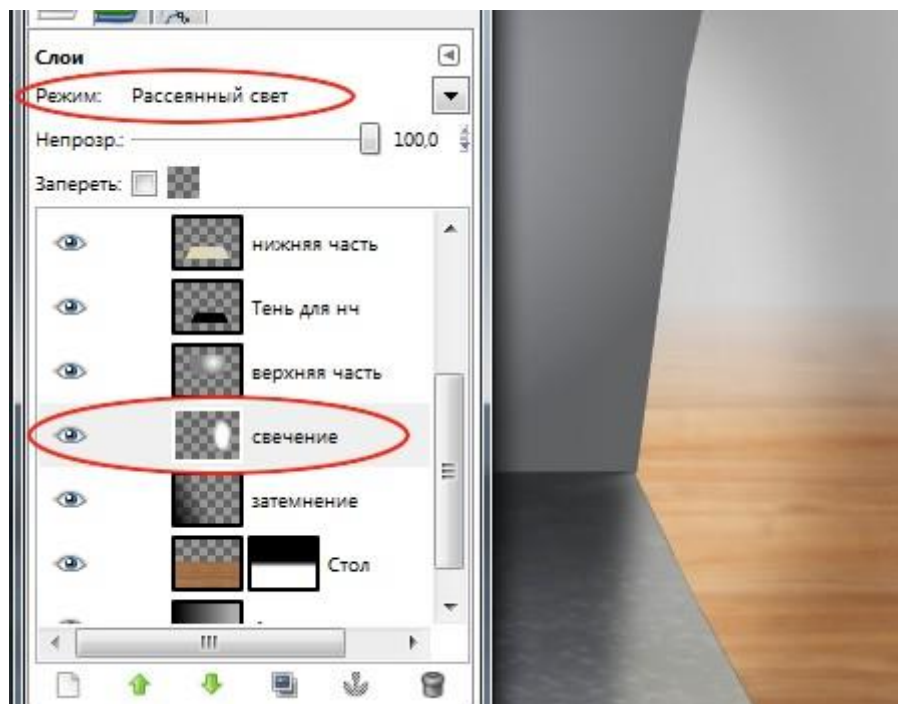 Слои
Режим: Рассеянный свет
Непрозр.: 100,0
Запереть:
нижняя часть
Тень для нч
верхняя часть
свечение
затемнение
Стол